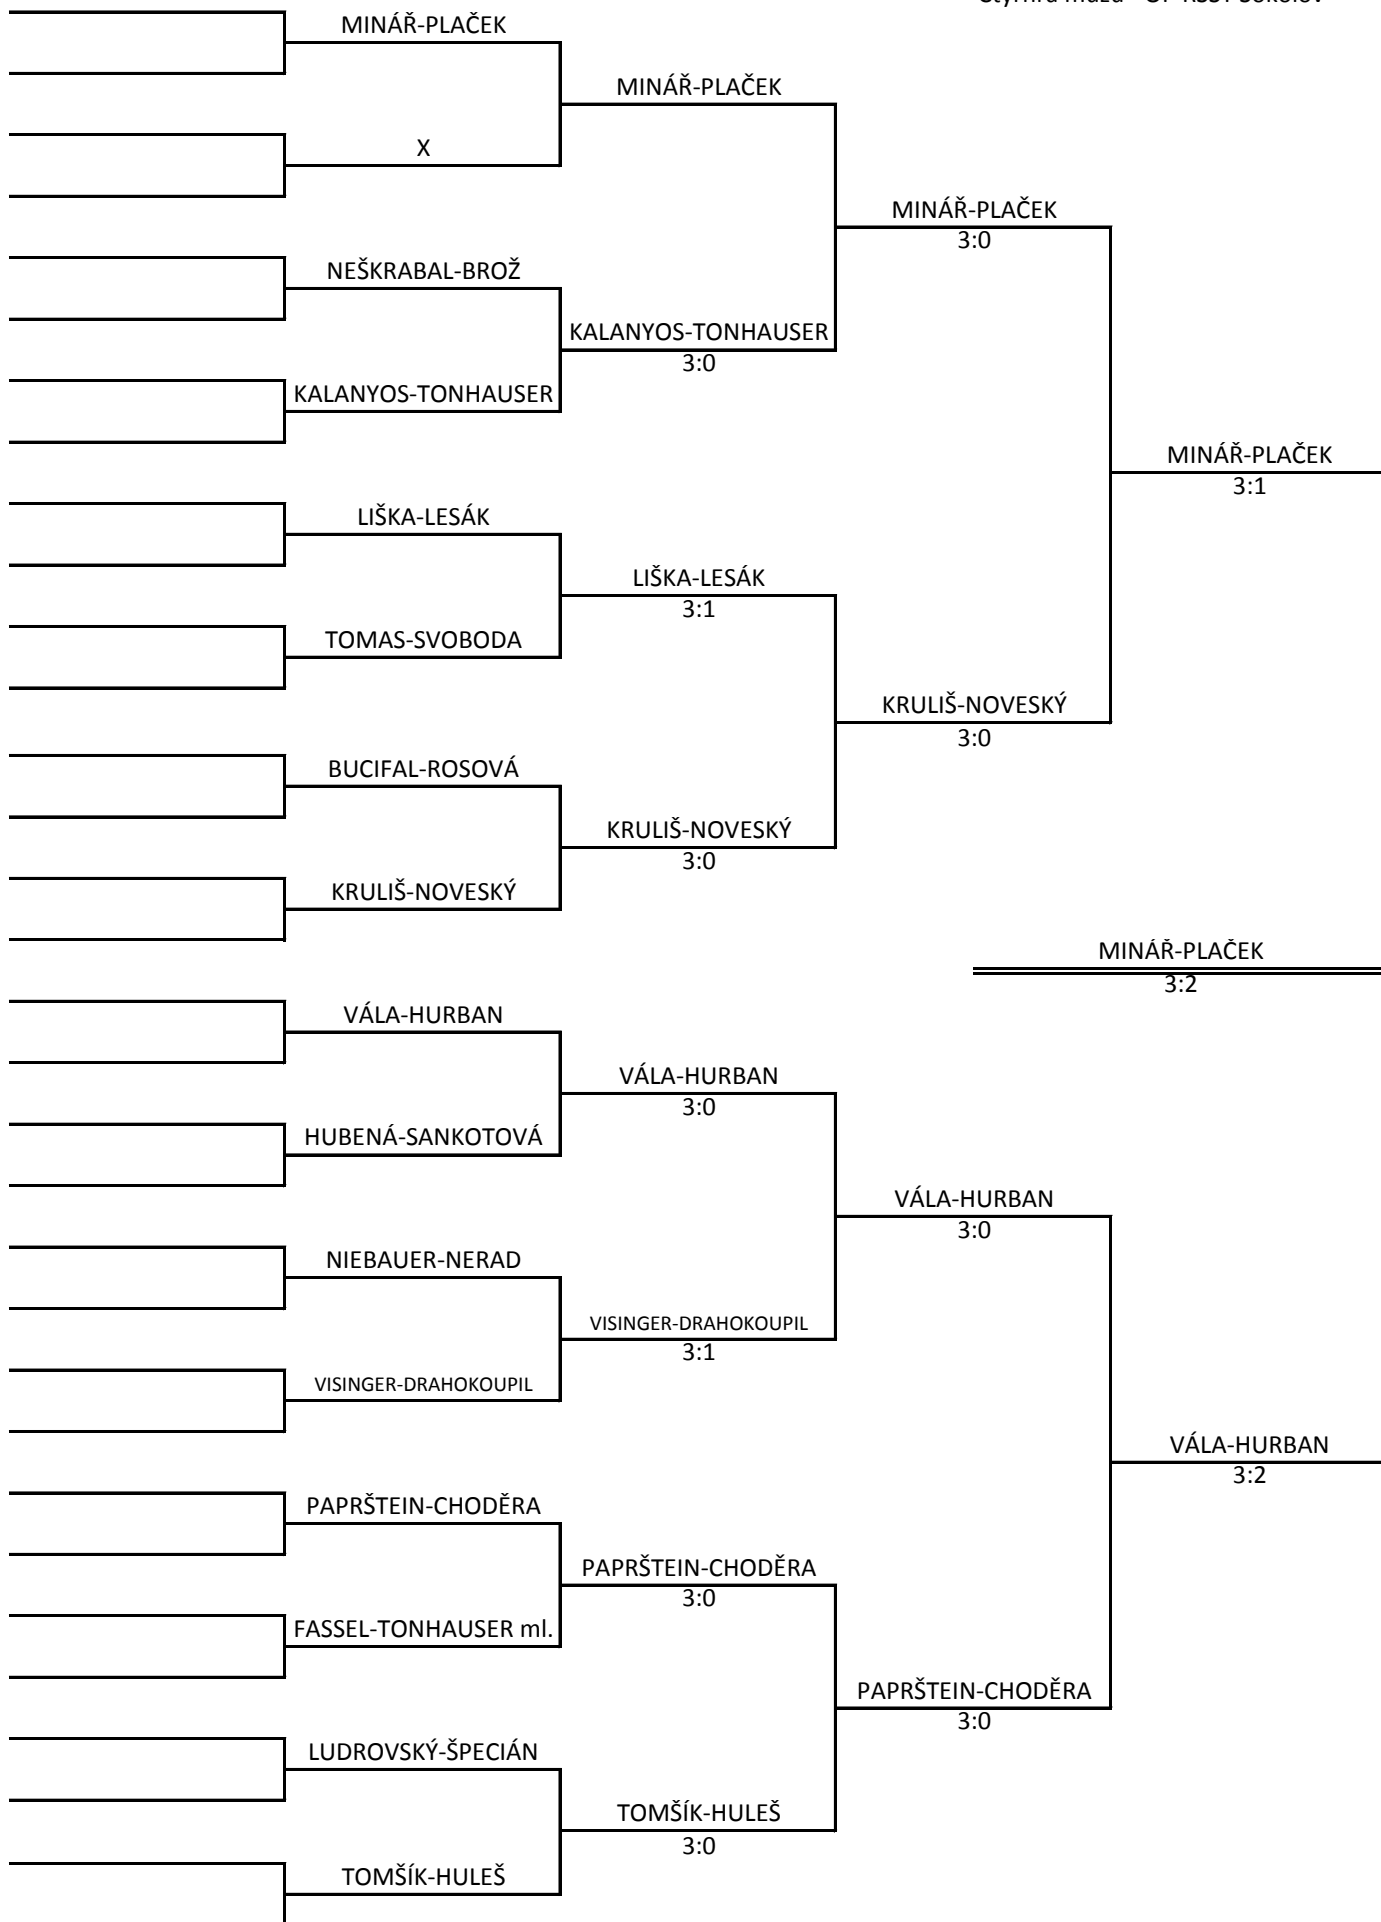 MINÁŘ-PLAČEK
MINÁŘ-PLAČEK
X
MINÁŘ-PLAČEK
3:0
NEŠKRABAL-BROŽ
KALANYOS-TONHAUSER
3:0
KALANYOS-TONHAUSER
MINÁŘ-PLAČEK
3:1
LIŠKA-LESÁK
LIŠKA-LESÁK
3:1
TOMAS-SVOBODA
KRULIŠ-NOVESKÝ
3:0
BUCIFAL-ROSOVÁ
KRULIŠ-NOVESKÝ
3:0
KRULIŠ-NOVESKÝ
MINÁŘ-PLAČEK
3:2
VÁLA-HURBAN
VÁLA-HURBAN
3:0
HUBENÁ-SANKOTOVÁ
VÁLA-HURBAN
3:0
NIEBAUER-NERAD
VISINGER-DRAHOKOUPIL
3:1
VISINGER-DRAHOKOUPIL
VÁLA-HURBAN
3:2
PAPRŠTEIN-CHODĚRA
PAPRŠTEIN-CHODĚRA
3:0
FASSEL-TONHAUSER ml.
PAPRŠTEIN-CHODĚRA
3:0
LUDROVSKÝ-ŠPECIÁN
TOMŠÍK-HULEŠ
3:0
TOMŠÍK-HULEŠ